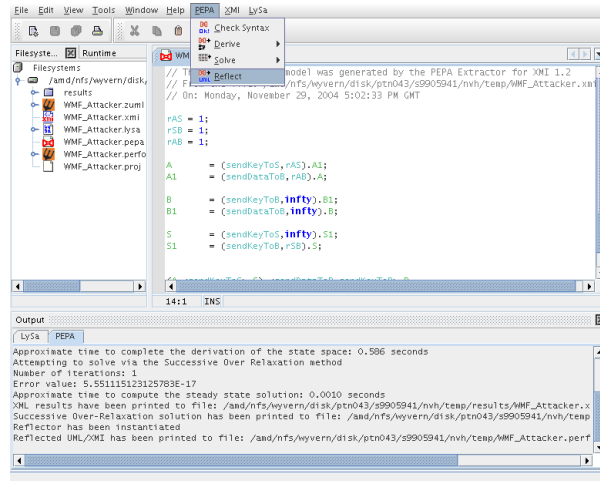 File Edit View Tools Window Help PEPA XMI LySa
Check Syntax
Derive
Solve
Reflect
Filesyste... Runtime
WM
Filesystems
/amd/nfs/wyvern/disk,
results
WMF_Attacker.zuml
WMF_Attacker.xmi
WMF_Attacker.lysa
WMF_Attacker.pepa
WMF_Attacker.perfo
WMF_Attacker.proj
// Th model was generated by the PEPA Extractor for XMI 1.2
// F /amd/nfs/wyvern/disk/ptn043/s9905941/nvh/temp/WMF_Attacker.xmi
// On: Monday, November 29, 2004 5:02:33 PM GMT
rAS = 1;
rSB = 1;
rAB = 1;
A = (sendKeyToS,rAS).A1;
A1 = (sendDataToB,rAB).A;
B = (sendKeyToB,infty).B1;
B1 = (sendDataToB,infty).B;
S = (sendKeyToS,infty).S1;
S1 = (sendKeyToB,rSB).S;
14:1 INS
Output
LySa PEPA
Approximate time to complete the derivation of the state space: 0.586 seconds
Attempting to solve via the Successive Over Relaxation method
Number of iterations: 1
Error value: 5.551115123125783E-17
Approximate time to compute the steady state solution: 0.0010 seconds
XML results have been printed to file: /amd/nfs/wyvern/disk/ptn043/s9905941/nvh/temp/results/WMF_Attacker.x
Successive Over-Relaxation solution has been printed to file: /amd/nfs/wyvern/disk/ptn043/s9905941/nvh/temp
Reflector has been instantiated
Reflected UML/XMI has been printed to file: /amd/nfs/wyvern/disk/ptn043/s9905941/nvh/temp/WMF_Attacker.perf